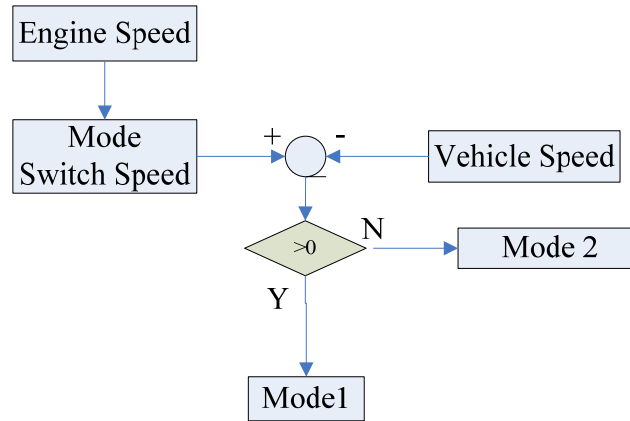 Engine Speed
Mode
Switch Speed
+
-
Vehicle Speed
>0
N
Mode 2
Y
Mode1